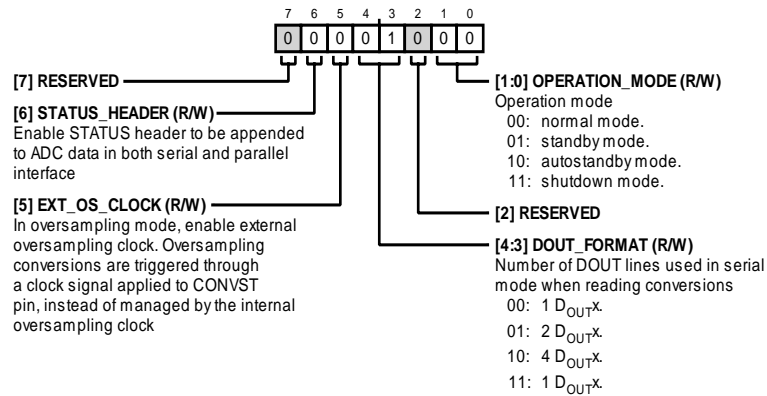 7 6 5 4 3 2 1 0
0 0 0 0 1 0 0 0
[7] RESERVED
[6] STATUS_HEADER (R/W)
Enable STATUS header to be appended
to ADC data in both serial and parallel
interface
[5] EXT_OS_CLOCK (R/W)
In oversampling mode, enable external
oversampling clock. Oversampling
conversions are triggered through
a clock signal applied to CONVST
pin, instead of managed by the internal
oversampling clock
[1:0] OPERATION_MODE (R/W)
Operation mode
00: normal mode.
01: standby mode.
10: autostandby mode.
11: shutdown mode.
[2] RESERVED
[4:3] DOUT_FORMAT (R/W)
Number of DOUT lines used in serial
mode when reading conversions
00: 1 DOUTx.
01: 2 DOUTx.
10: 4 DOUTx.
11: 1 DOUTx.